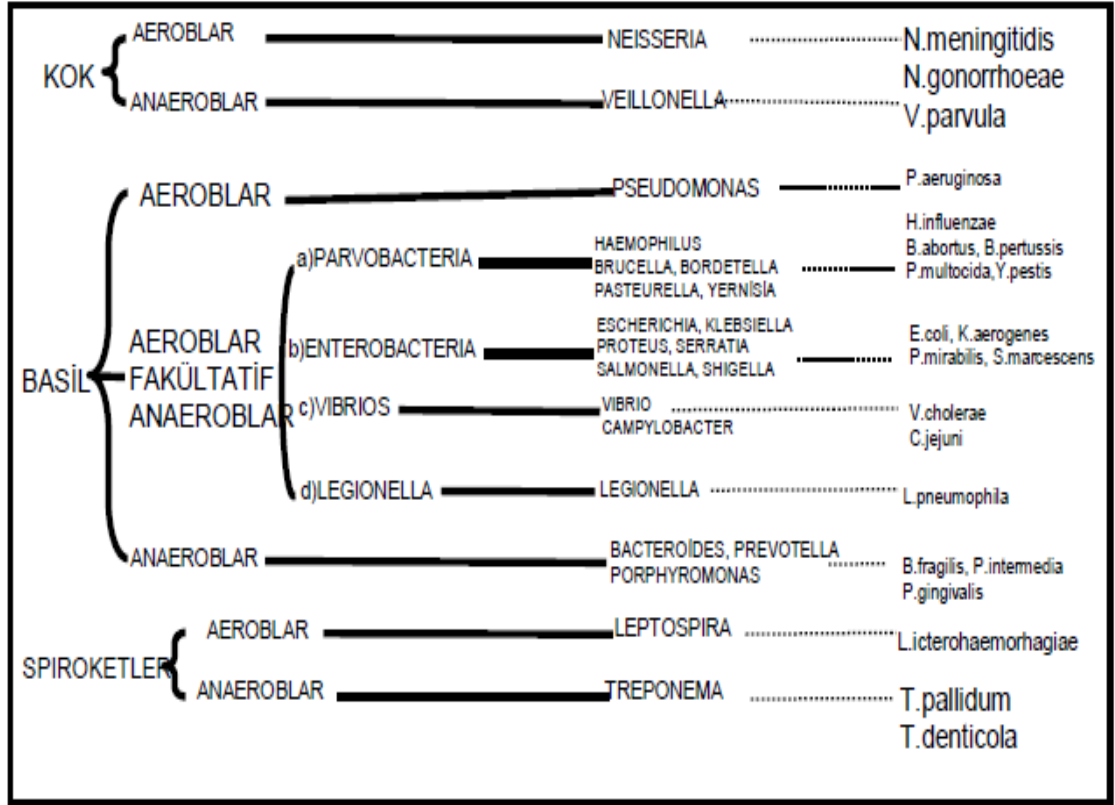 KOK
AEROBLAR
NEISSERIA
N.meningitidis
N.gonorrhoeae
ANAEROBLAR
VEILLONELLA
V.parvula
BASİL
AEROBLAR
PSEUDOMONAS
P.aeruginosa
AEROBLAR
FAKÜLTATİF
ANAEROBLAR
a)PARVOBACTERIA
HAEMOPHILUS
BRUCELLA, BORDETELLA
PASTEURELLA, YERNİSİA
H.influenzae
B.abortus, B.pertussis
P.multocida,Y.pestis
b)ENTEROBACTERIA
ESCHERICHIA, KLEBSIELLA
PROTEUS, SERRATIA
SALMONELLA, SHIGELLA
E.coli, K.aerogenes
P.mirabilis, S.marcescens
c)VIBRIOS
VIBRIO
CAMPYLOBACTER
V.cholerae
C.jejuni
d)LEGIONELLA
LEGIONELLA
L.pneumophila
ANAEROBLAR
BACTEROİDES, PREVOTELLA
PORPHYROMONAS
B.fragilis, P.intermedia
P.gingivalis
SPIROKETLER
AEROBLAR
LEPTOSPIRA
L.icterohaemorhagiae
ANAEROBLAR
TREPONEMA
T.pallidum
T.denticola